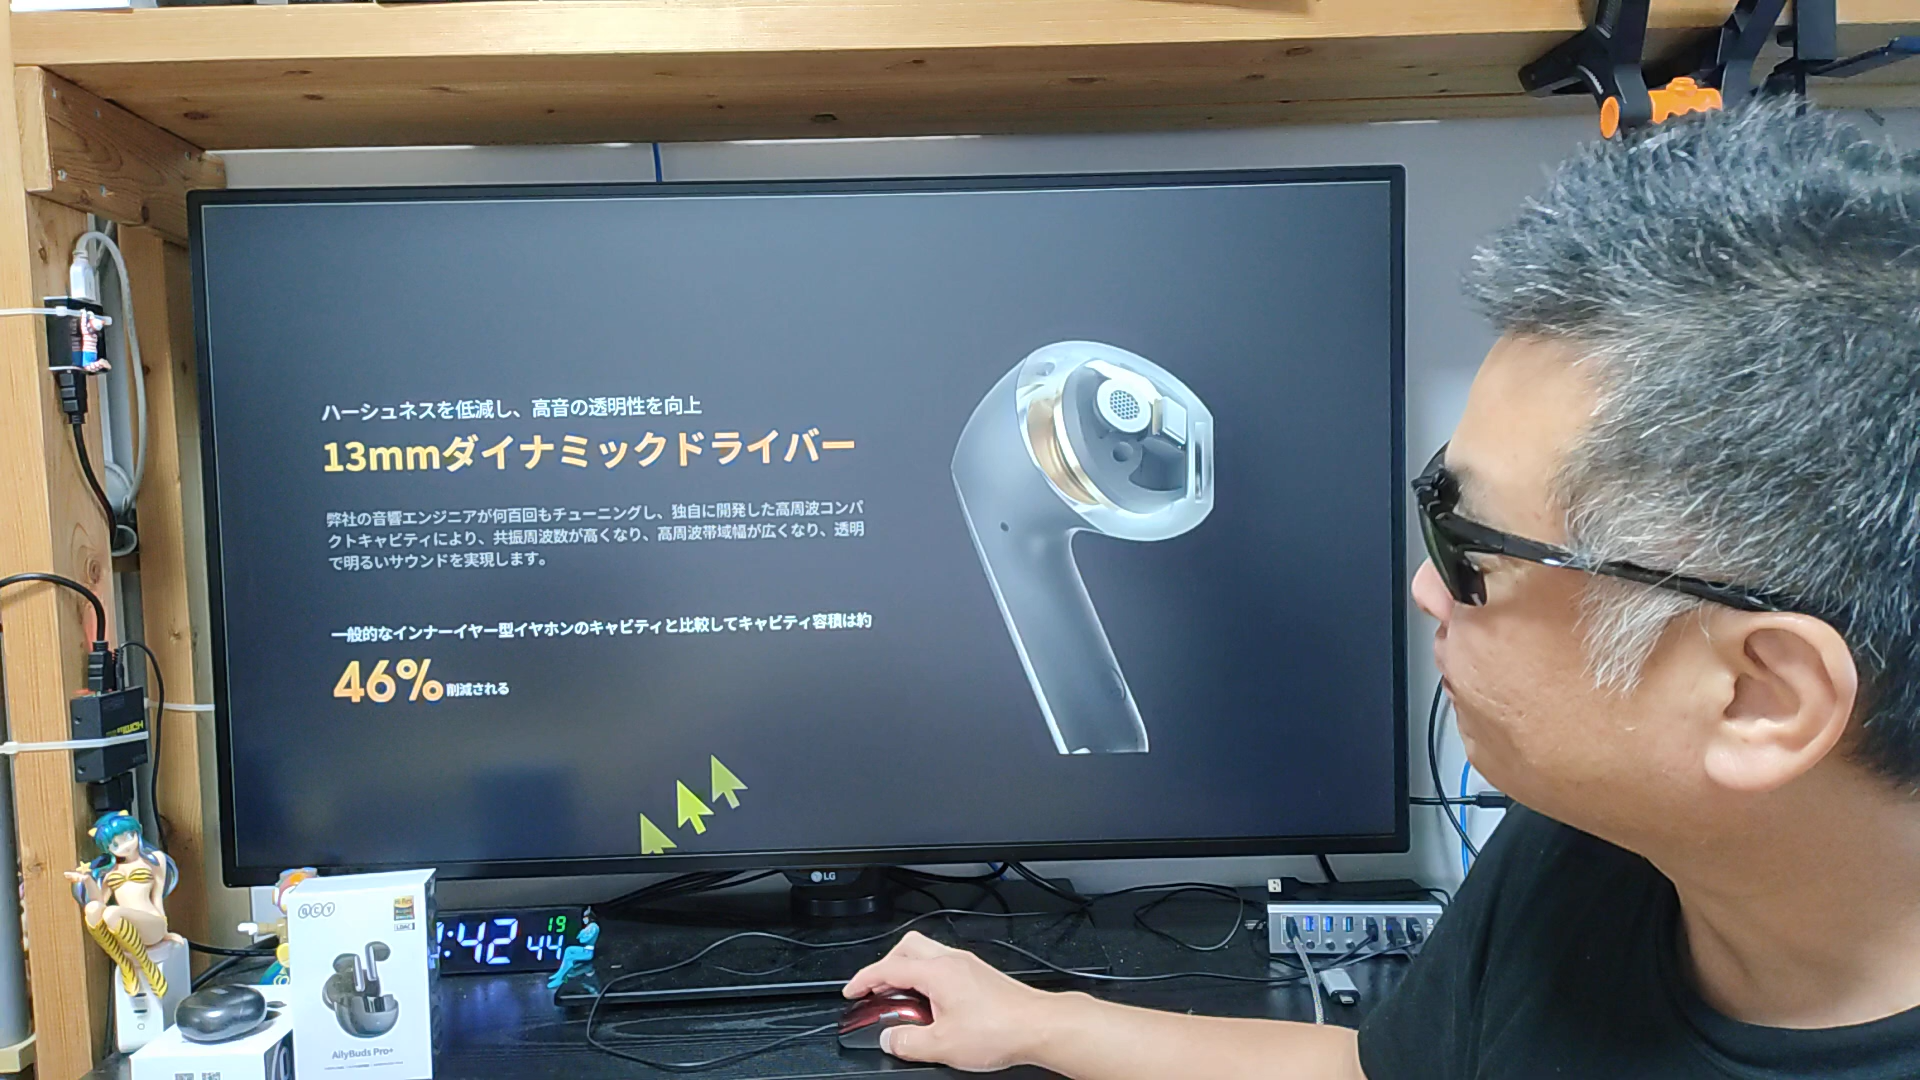 ハーシュネスを低減し、高音の透明性を向上
13mmダイナミックドライバー
弊社の音響エンジニアが何百回もチューニングし、独自に開発した高周波コンパ
クトキャビティにより、共振周波数が高くなり、高周波帯域幅が広くなり、透明
で明るいサウンドを実現します。
一般的なインナーイヤー型イヤホンのキャビティと比較してキャビティ容積は約
46%削減される
LG
QCY
Hi-Res
AUDIO
LDAC
AilyBuds Pro+
:42
19
44